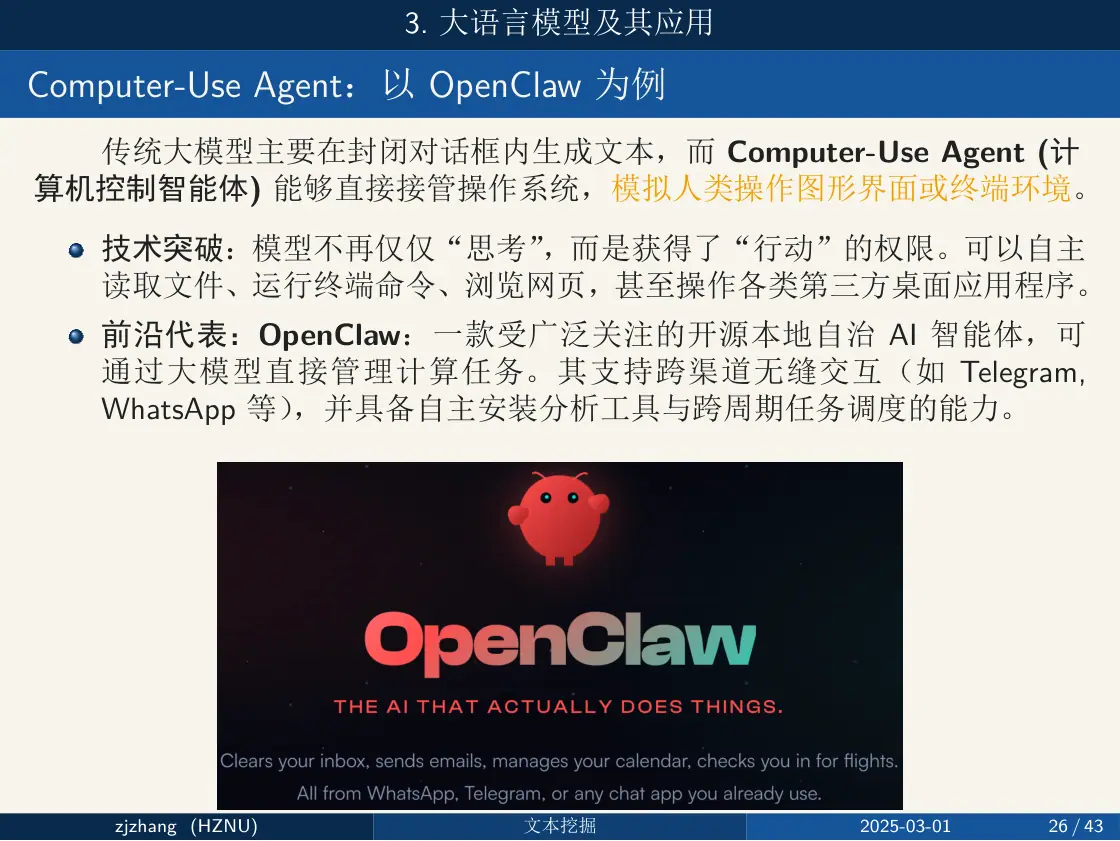 3. 大语言模型及其应用
Computer-Use Agent：以 OpenClaw 为例
传统大模型主要在封闭对话框内生成文本，而 Computer-Use Agent (计
算机控制智能体) 能够直接接管操作系统，模拟人类操作图形界面或终端环境。
技术突破：模型不再仅仅“思考”，而是获得了“行动”的权限。可以自主
读取文件、运行终端命令、浏览网页，甚至操作各类第三方桌面应用程序。
前沿代表：OpenClaw：一款受广泛关注的开源本地自治 AI 智能体，可
通过大模型直接管理计算任务。其支持跨渠道无缝交互（如 Telegram,
WhatsApp 等），并具备自主安装分析工具与跨周期任务调度的能力。
OpenClaw
THE AI THAT ACTUALLY DOES THINGS.
Clears your inbox, sends emails, manages your calendar, checks you in for flights.
All from WhatsApp, Telegram, or any chat app you already use.
zjzhang (HZNU) 文本挖掘 2025-03-01 26 / 43